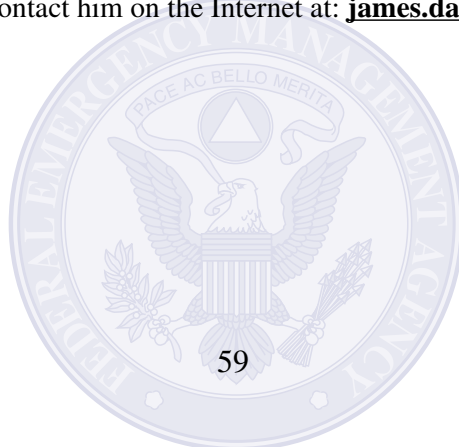 ontact him on the Internet at: james.da
PACE AC BELLO MERITA
FEDERAL EMERGENCY MANAGEMENT AGENCY
59